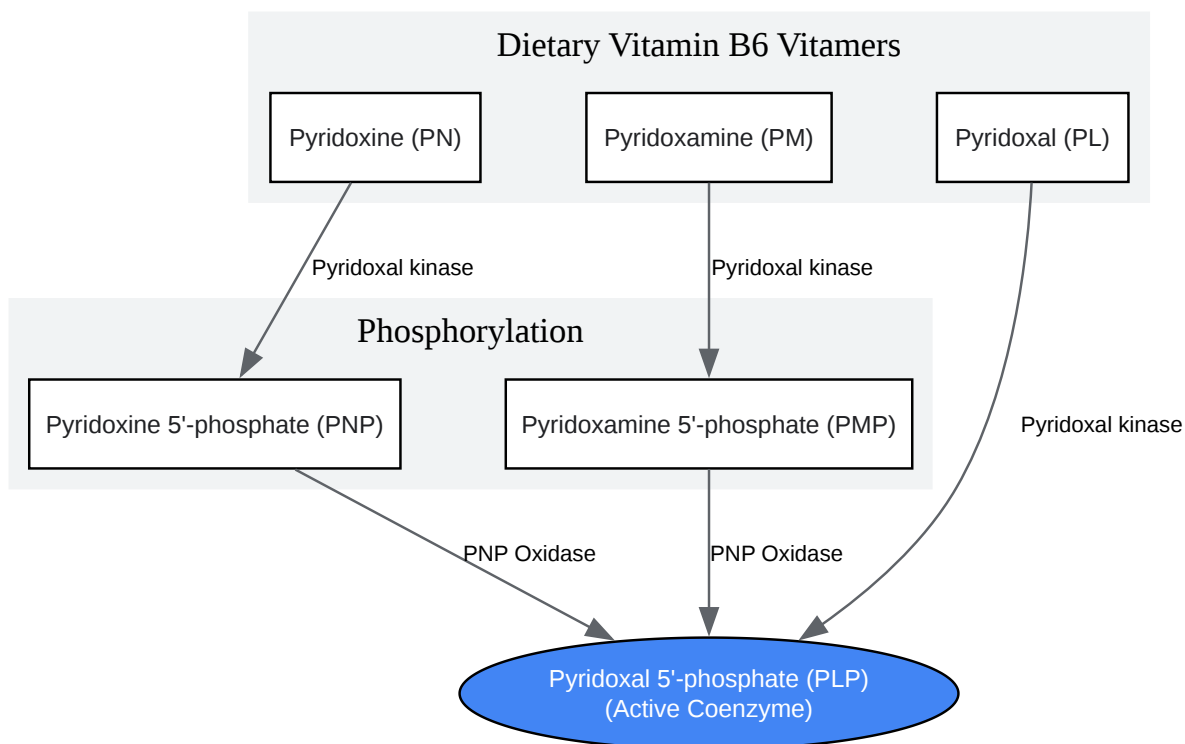 Dietary Vitamin B6 Vitamers
Pyridoxine (PN)
Pyridoxamine (PM)
Pyridoxal (PL)
Pyridoxal kinase
Pyridoxal kinase
Phosphorylation
Pyridoxine 5'-phosphate (PNP)
Pyridoxamine 5'-phosphate (PMP)
Pyridoxal kinase
PNP Oxidase
PNP Oxidase
Pyridoxal 5'-phosphate (PLP)
(Active Coenzyme)